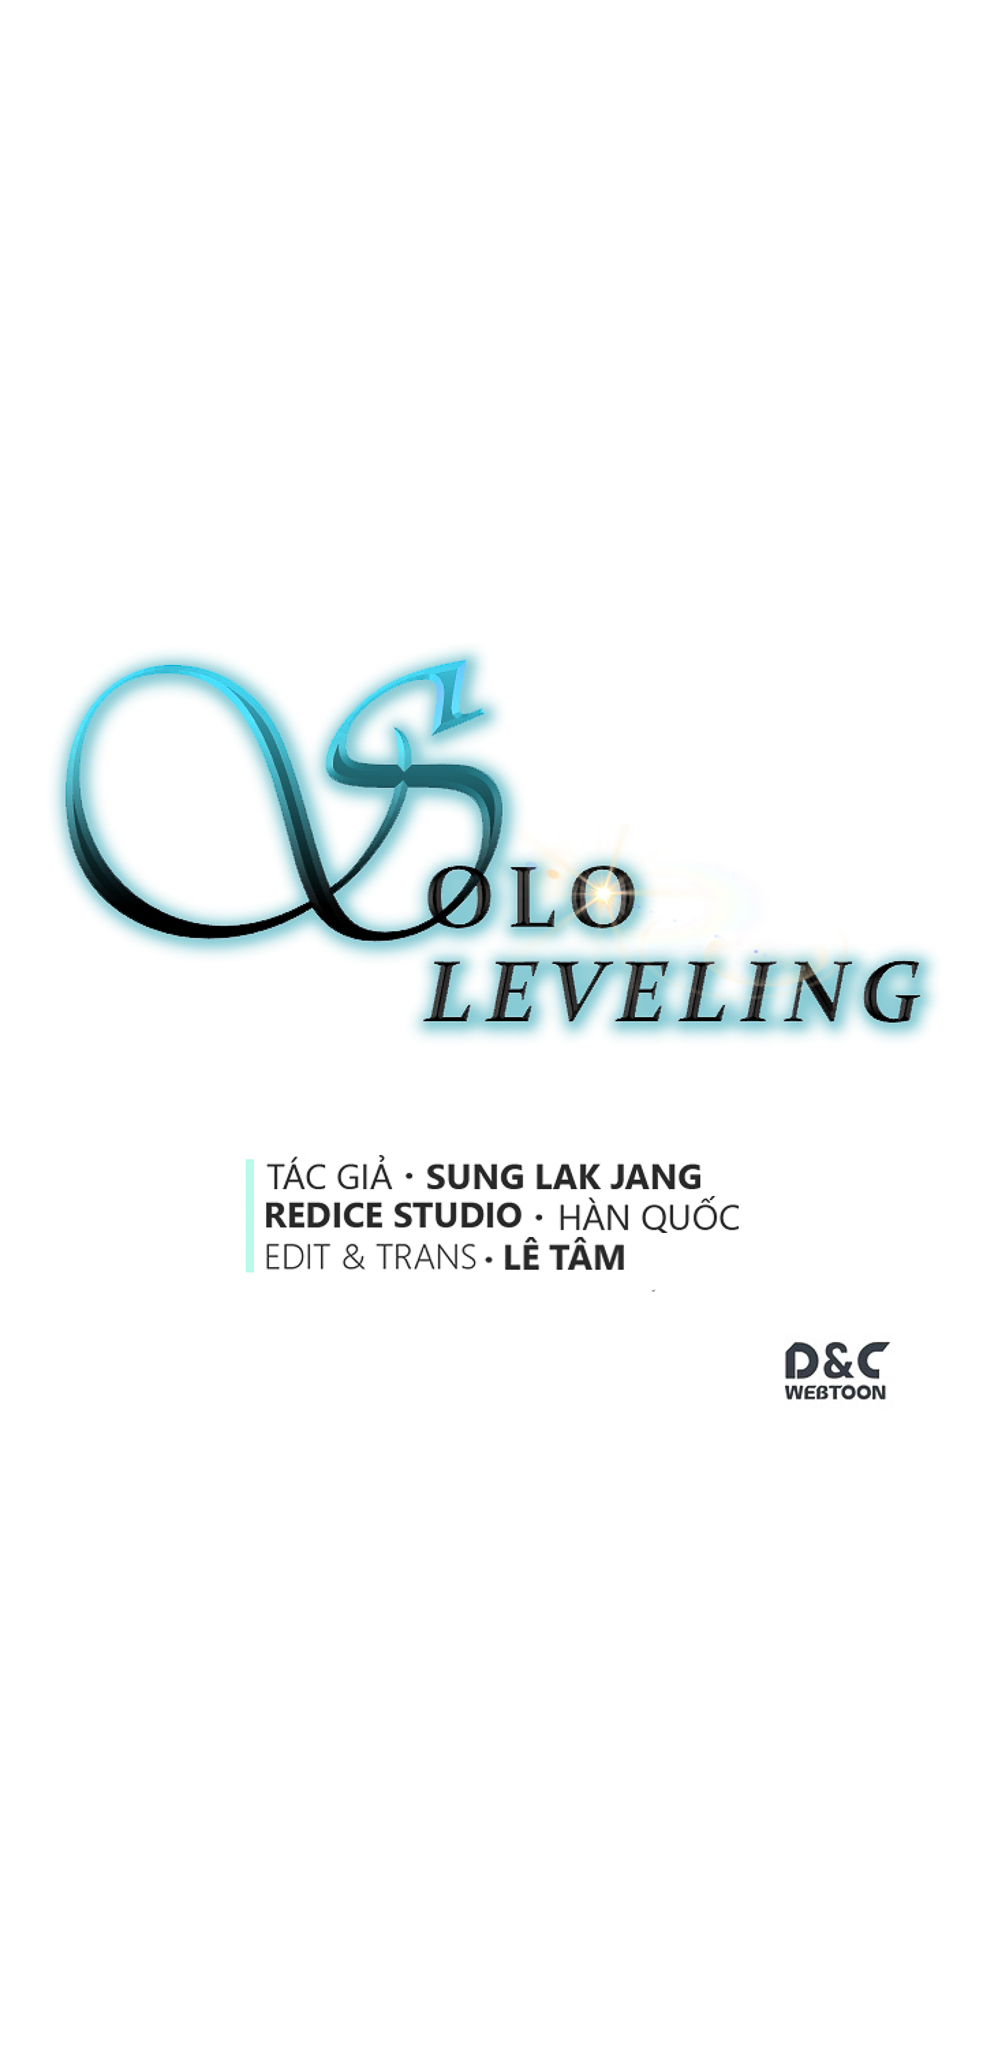 SOLO
LEVELING
TÁC GIẢ · SUNG LAK JANG
REDICE STUDIO · HÀN QUỐC
EDIT & TRANS · LÊ TÂM
D&C
WEBTOON